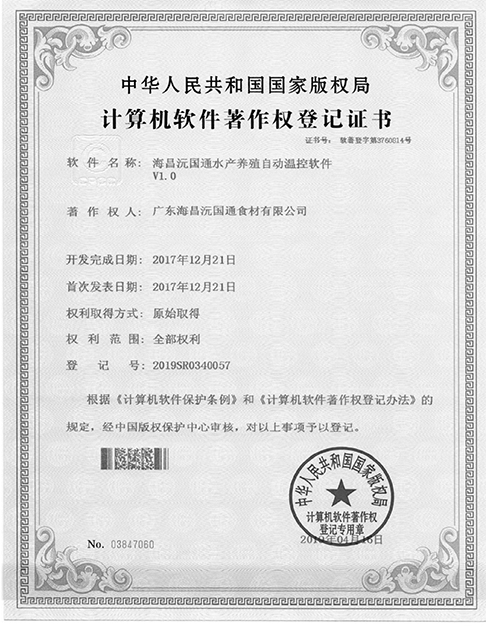 中华人民共和国国家版权局
计算机软件著作权登记证书
证书号: 软著登字第3760814号
软件名称: 海昌沅国通水产养殖自动温控软件
V1.0
著作权人: 广东海昌沅国通食材有限公司
开发完成日期: 2017年12月21日
首次发表日期: 2017年12月21日
权利取得方式: 原始取得
权利范围: 全部权利
登记号: 2019SR0340057
根据《计算机软件保护条例》和《计算机软件著作权登记办法》的
规定，经中国版权保护中心审核，对以上事项予以登记。
中华人民共和国国家版权局
计算机软件著作权
登记专用章
2019年04月16日
No. 03847060